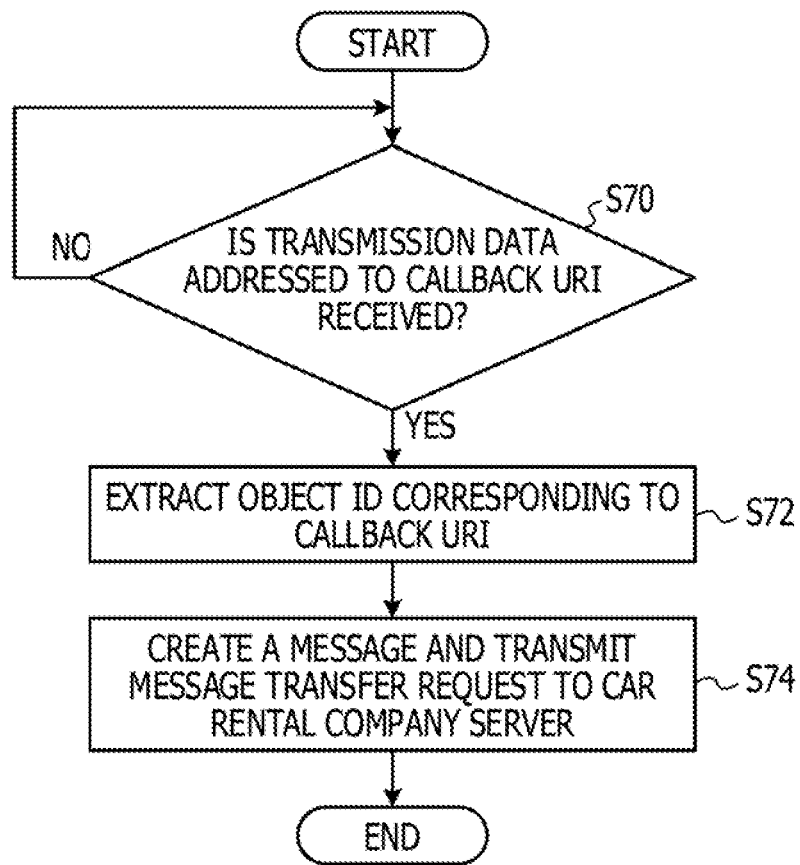 START
S70
IS TRANSMISSION DATA
ADDRESSED TO CALLBACK URI
RECEIVED?
NO
YES
EXTRACT OBJECT ID CORRESPONDING TO
CALLBACK URI
S72
CREATE A MESSAGE AND TRANSMIT
MESSAGE TRANSFER REQUEST TO CAR
RENTAL COMPANY SERVER
S74
END